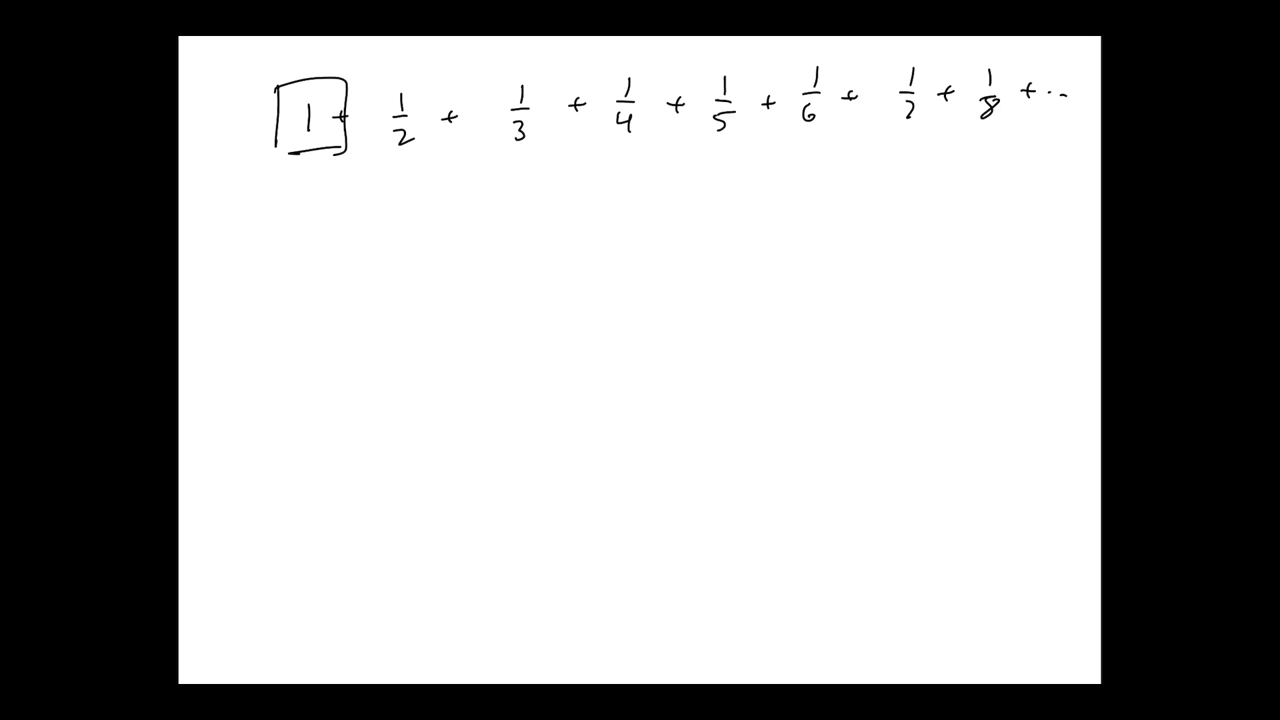 1 + 1/2 + 1/3 + 1/4 + 1/5 + 1/6 + 1/7 + 1/8 + ...